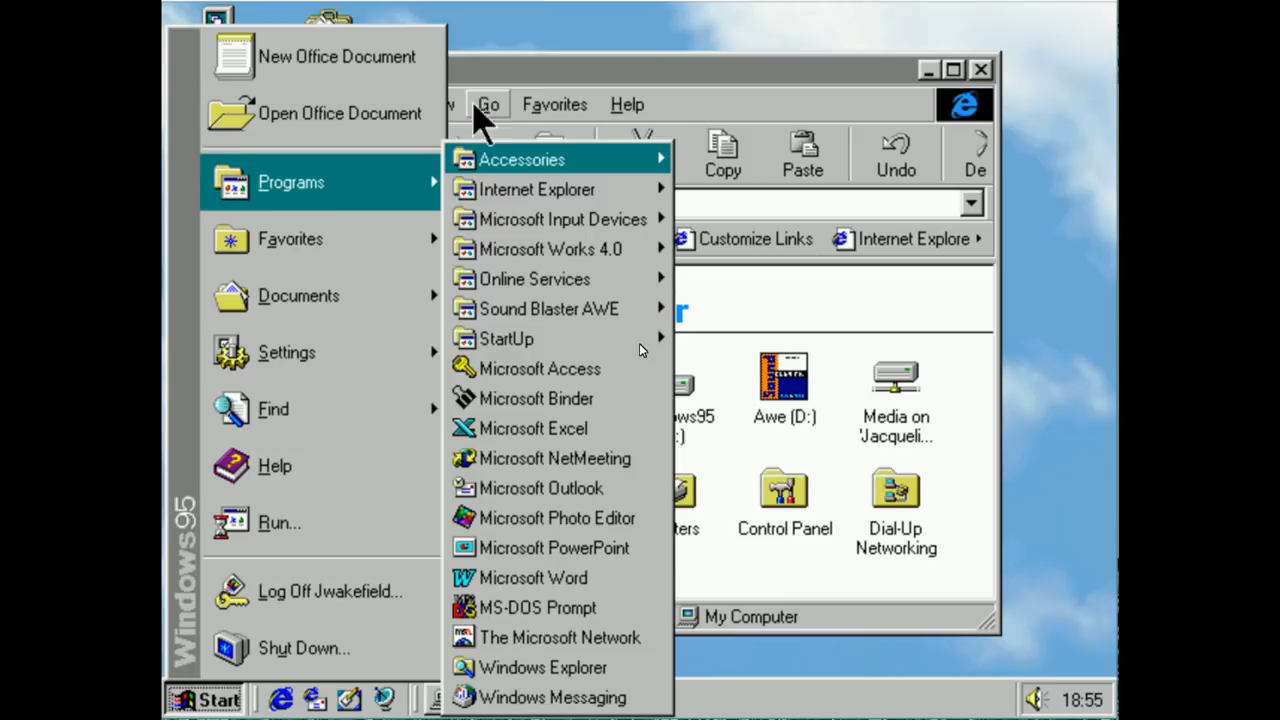 New Office Document
Open Office Document
Programs
Favorites
Documents
Settings
Find
Help
Run...
Log Off Jwakefield...
Shut Down...
Windows95
Start
Accessories
Internet Explorer
Microsoft Input Devices
Microsoft Works 4.0
Online Services
Sound Blaster AWE
StartUp
Microsoft Access
Microsoft Binder
Microsoft Excel
Microsoft NetMeeting
Microsoft Outlook
Microsoft Photo Editor
Microsoft PowerPoint
Microsoft Word
MS-DOS Prompt
The Microsoft Network
Windows Explorer
Windows Messaging
w Go Favorites Help
Copy Paste Undo De
Customize Links Internet Explore
r
ows95
:)
Awe (D:)
Media on
'Jacqueli...
ters
Control Panel
Dial-Up
Networking
My Computer
18:55